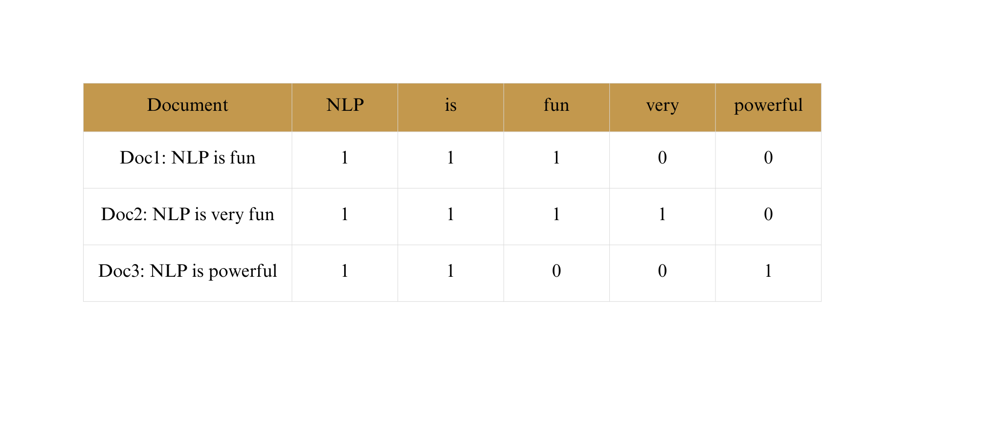 Document NLP is fun very powerful
Doc1: NLP is fun 1 1 1 0 0
Doc2: NLP is very fun 1 1 1 1 0
Doc3: NLP is powerful 1 1 0 0 1